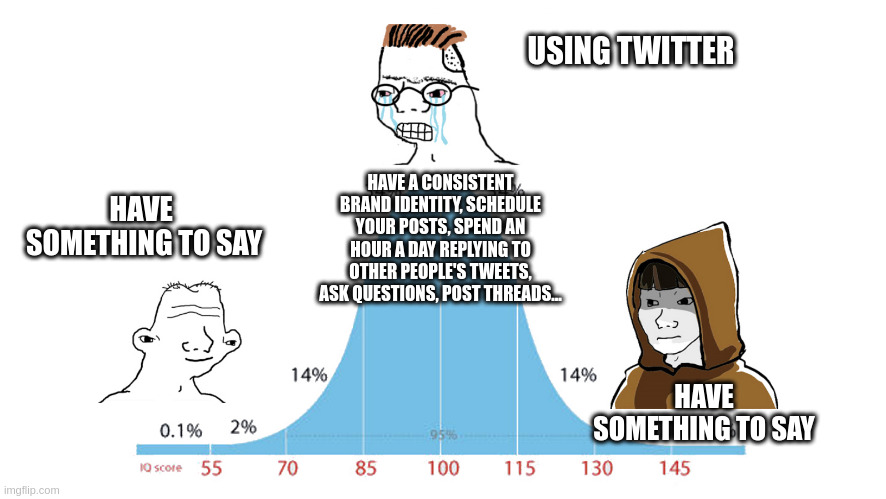 USING TWITTER
HAVE A CONSISTENT
BRAND IDENTITY, SCHEDULE
YOUR POSTS, SPEND AN
HOUR A DAY REPLYING TO
OTHER PEOPLE'S TWEETS,
ASK QUESTIONS, POST THREADS...
HAVE
SOMETHING TO SAY
14%
14%
HAVE
SOMETHING TO SAY
0.1%
2%
95%
IQ score
55
70
85
100
115
130
145
imgflip.com